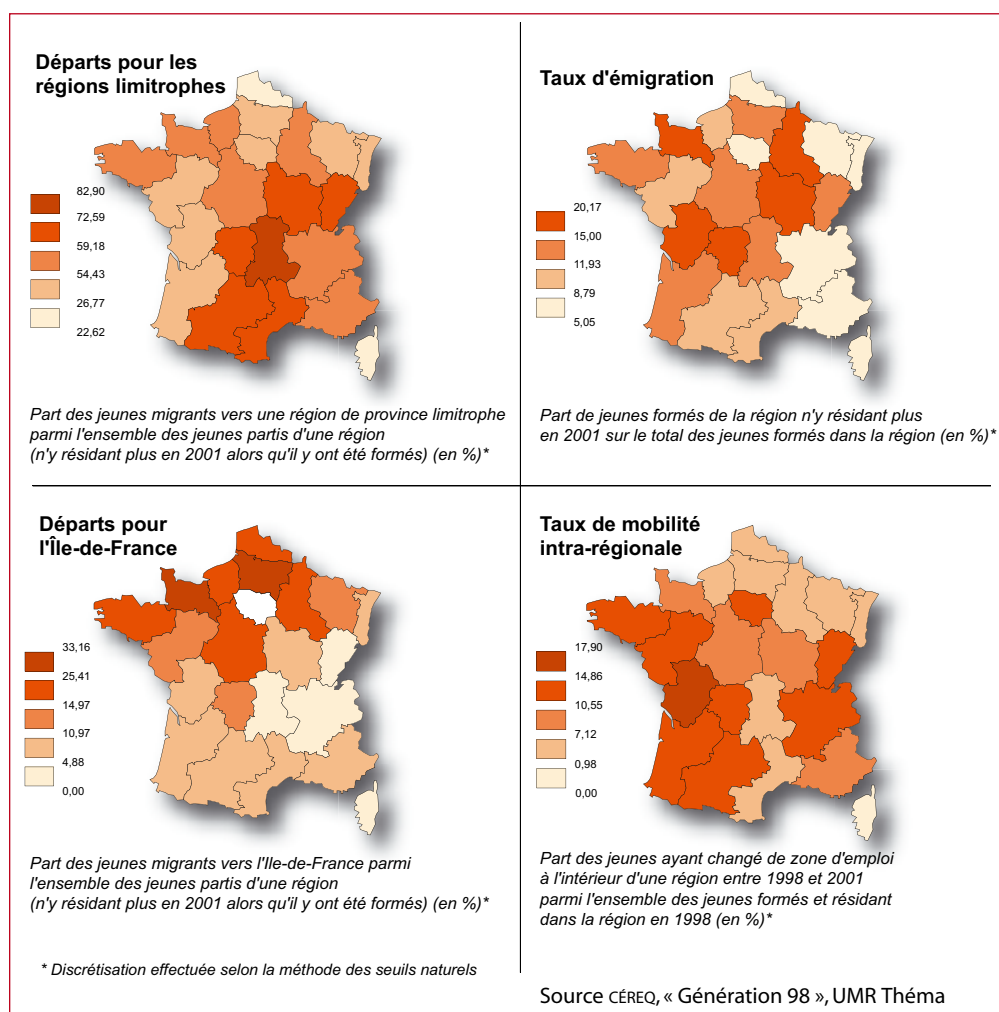 Départs pour les
régions limitrophes
82,90
72,59
59,18
54,43
26,77
22,62
Part des jeunes migrants vers une région de province limitrophe
parmi l'ensemble des jeunes partis d'une région
(n'y résidant plus en 2001 alors qu'il y ont été formés) (en %)*
Taux d'émigration
20,17
15,00
11,93
8,79
5,05
Part de jeunes formés de la région n'y résidant plus
en 2001 sur le total des jeunes formés dans la région (en %)*
Départs pour
l'Île-de-France
33,16
25,41
14,97
10,97
4,88
0,00
Part des jeunes migrants vers l'Ile-de-France parmi
l'ensemble des jeunes partis d'une région
(n'y résidant plus en 2001 alors qu'il y ont été formés) (en %)*
Taux de mobilité
intra-régionale
17,90
14,86
10,55
7,12
0,98
0,00
Part des jeunes ayant changé de zone d'emploi
à l'intérieur d'une région entre 1998 et 2001
parmi l'ensemble des jeunes formés et résidant
dans la région en 1998 (en %)*
* Discrétisation effectuée selon la méthode des seuils naturels
Source CÉREQ, « Génération 98 », UMR Théma